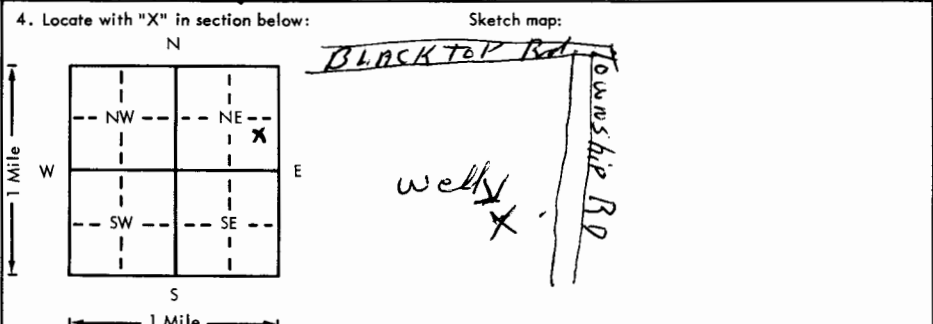 4. Locate with "X" in section below:
Sketch map:
N
BLACKTOP Rd.
Township Rd
NW
NE
X
W
E
1 Mile
well
X
SW
SE
S
1 Mile